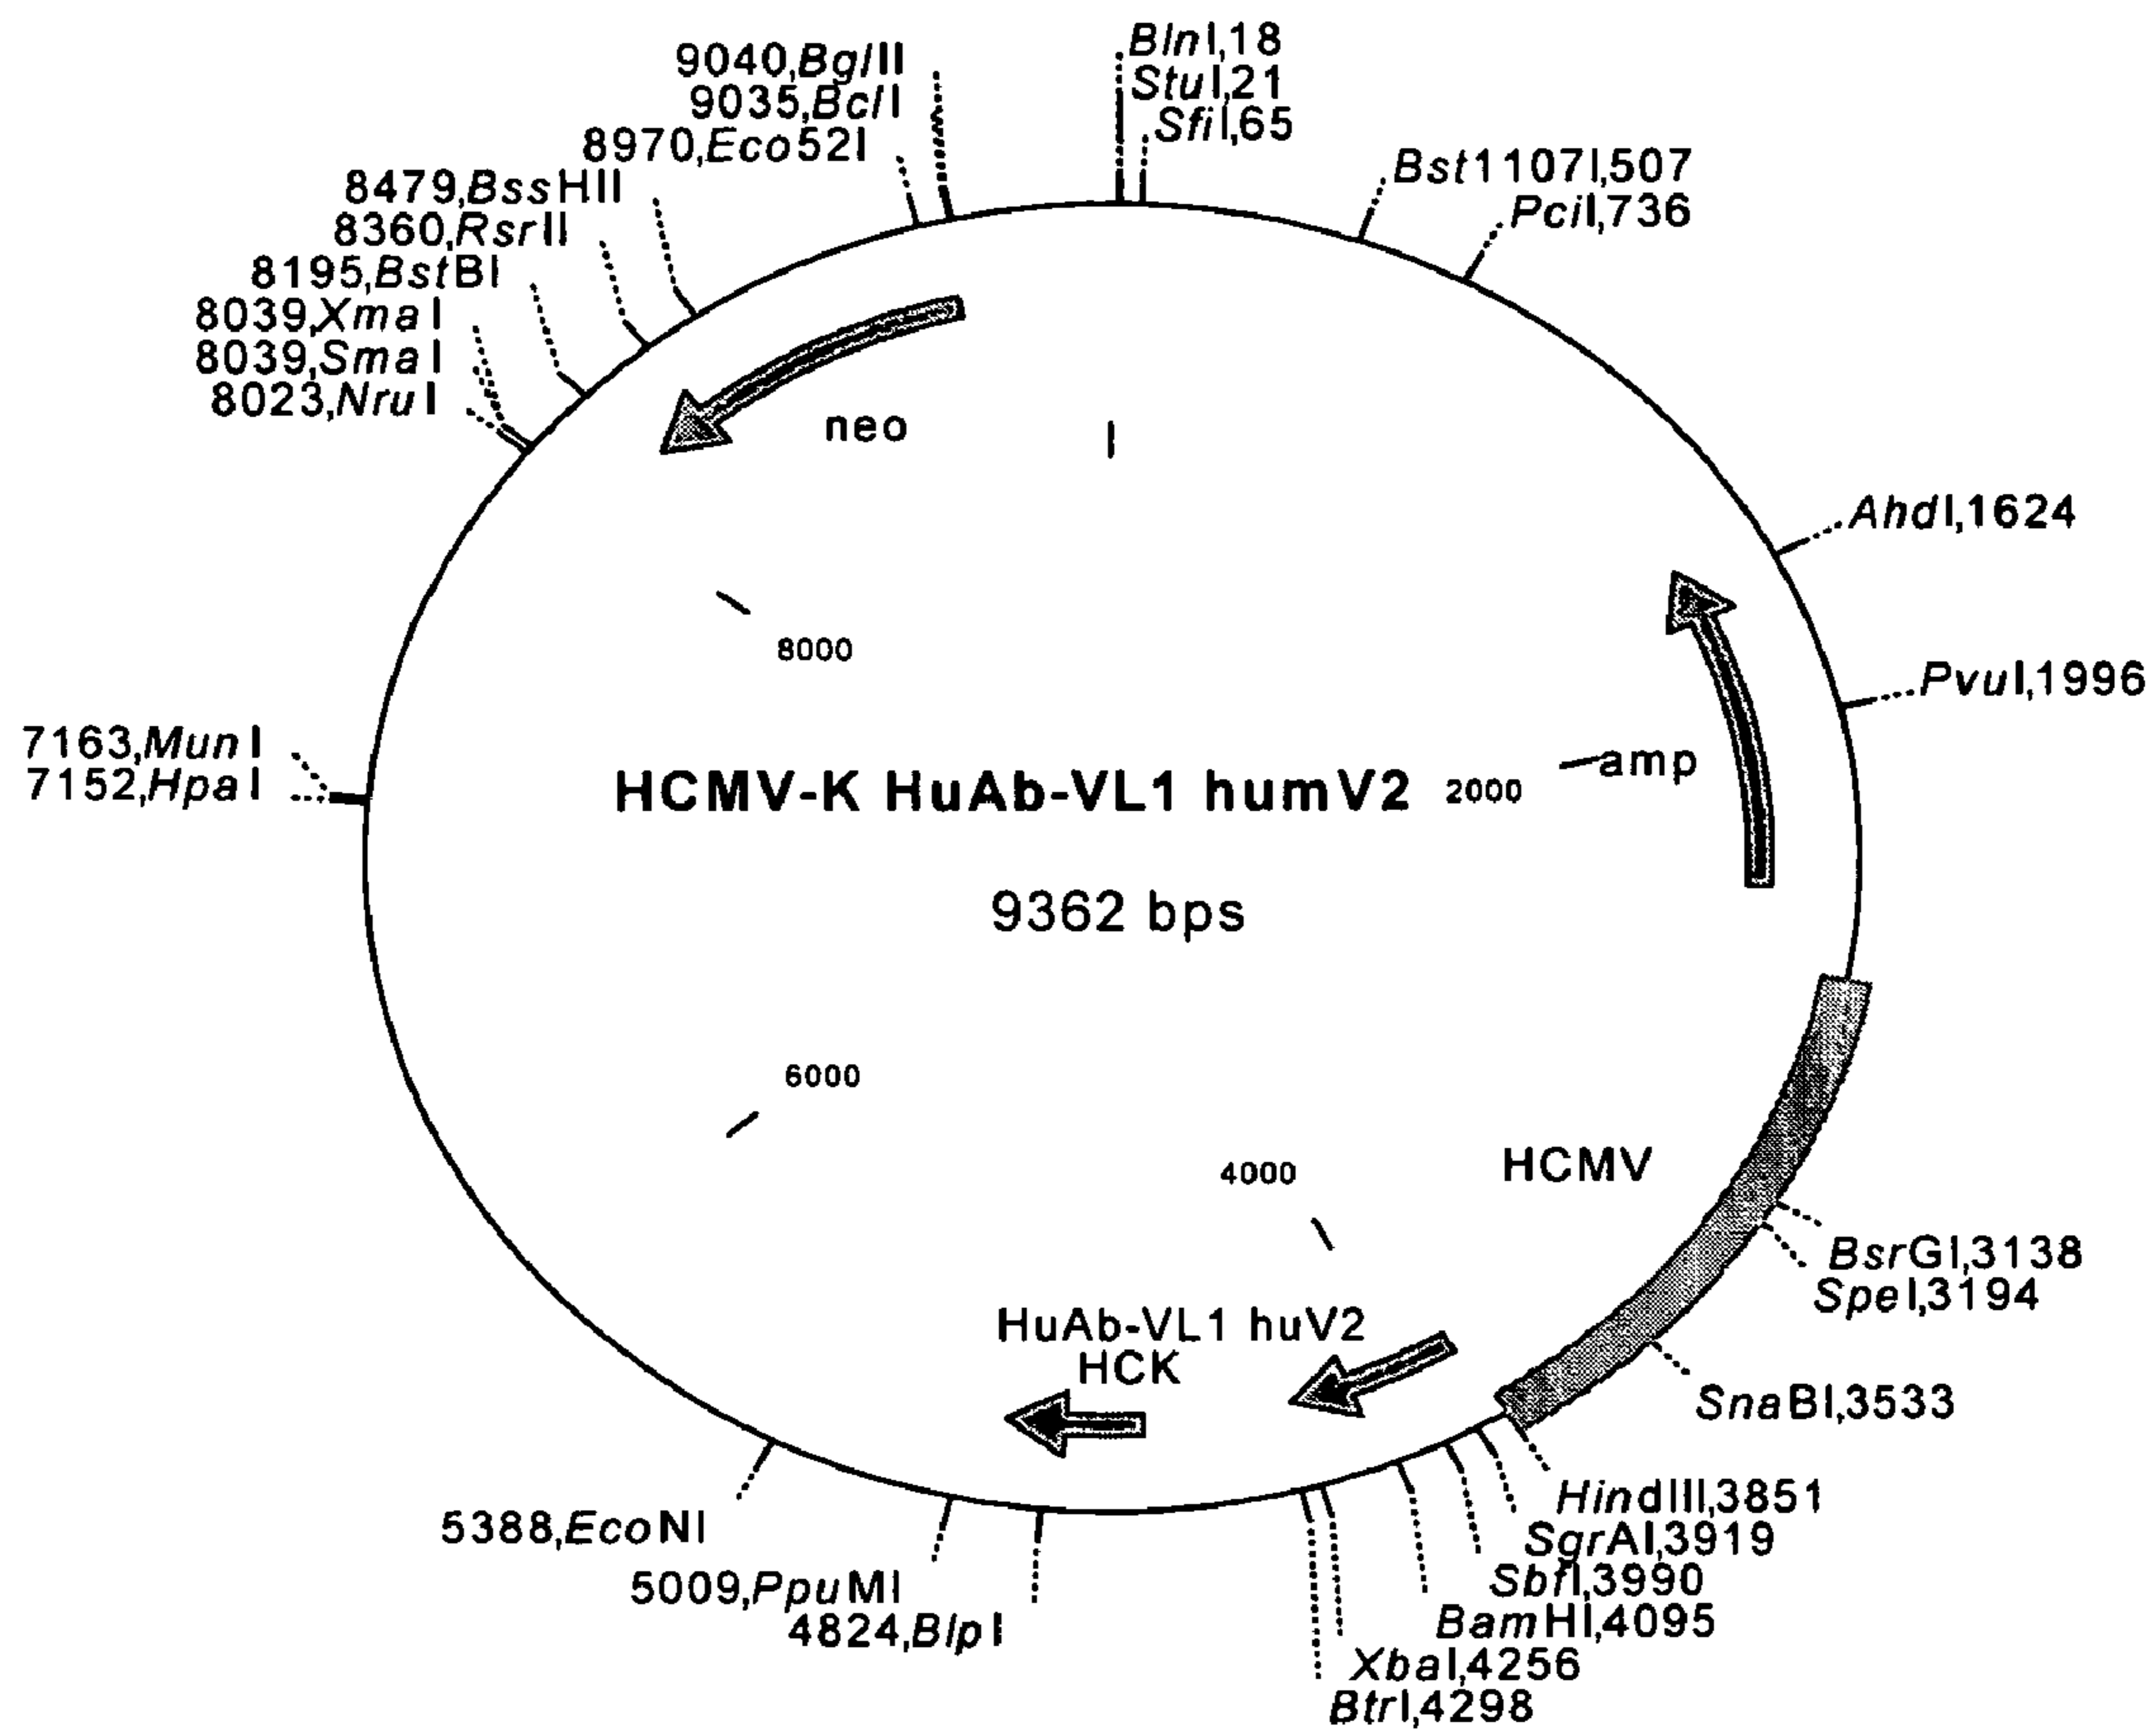 9040,BglII
9035,BclI
8970,Eco52I
8479,BssHII
8360,RsrII
8195,BstBI
8039,XmaI
8039,SmaI
8023,NruI
BlnI,18
StuI,21
SfiI,65
Bst1107I,507
PciI,736
neo
AhdI,1624
8000
PvuI,1996
7163,MunI
7152,HpaI
amp
HCMV-K HuAb-VL1 humV2
2000
9362 bps
6000
4000
HCMV
BsrGI,3138
SpeI,3194
HuAb-VL1 huV2
HCK
SnaBI,3533
HindIII,3851
SgrAI,3919
SbfI,3990
BamHI,4095
XbaI,4256
BtrI,4298
5388,EcoNI
5009,PpuMI
4824,BlpI